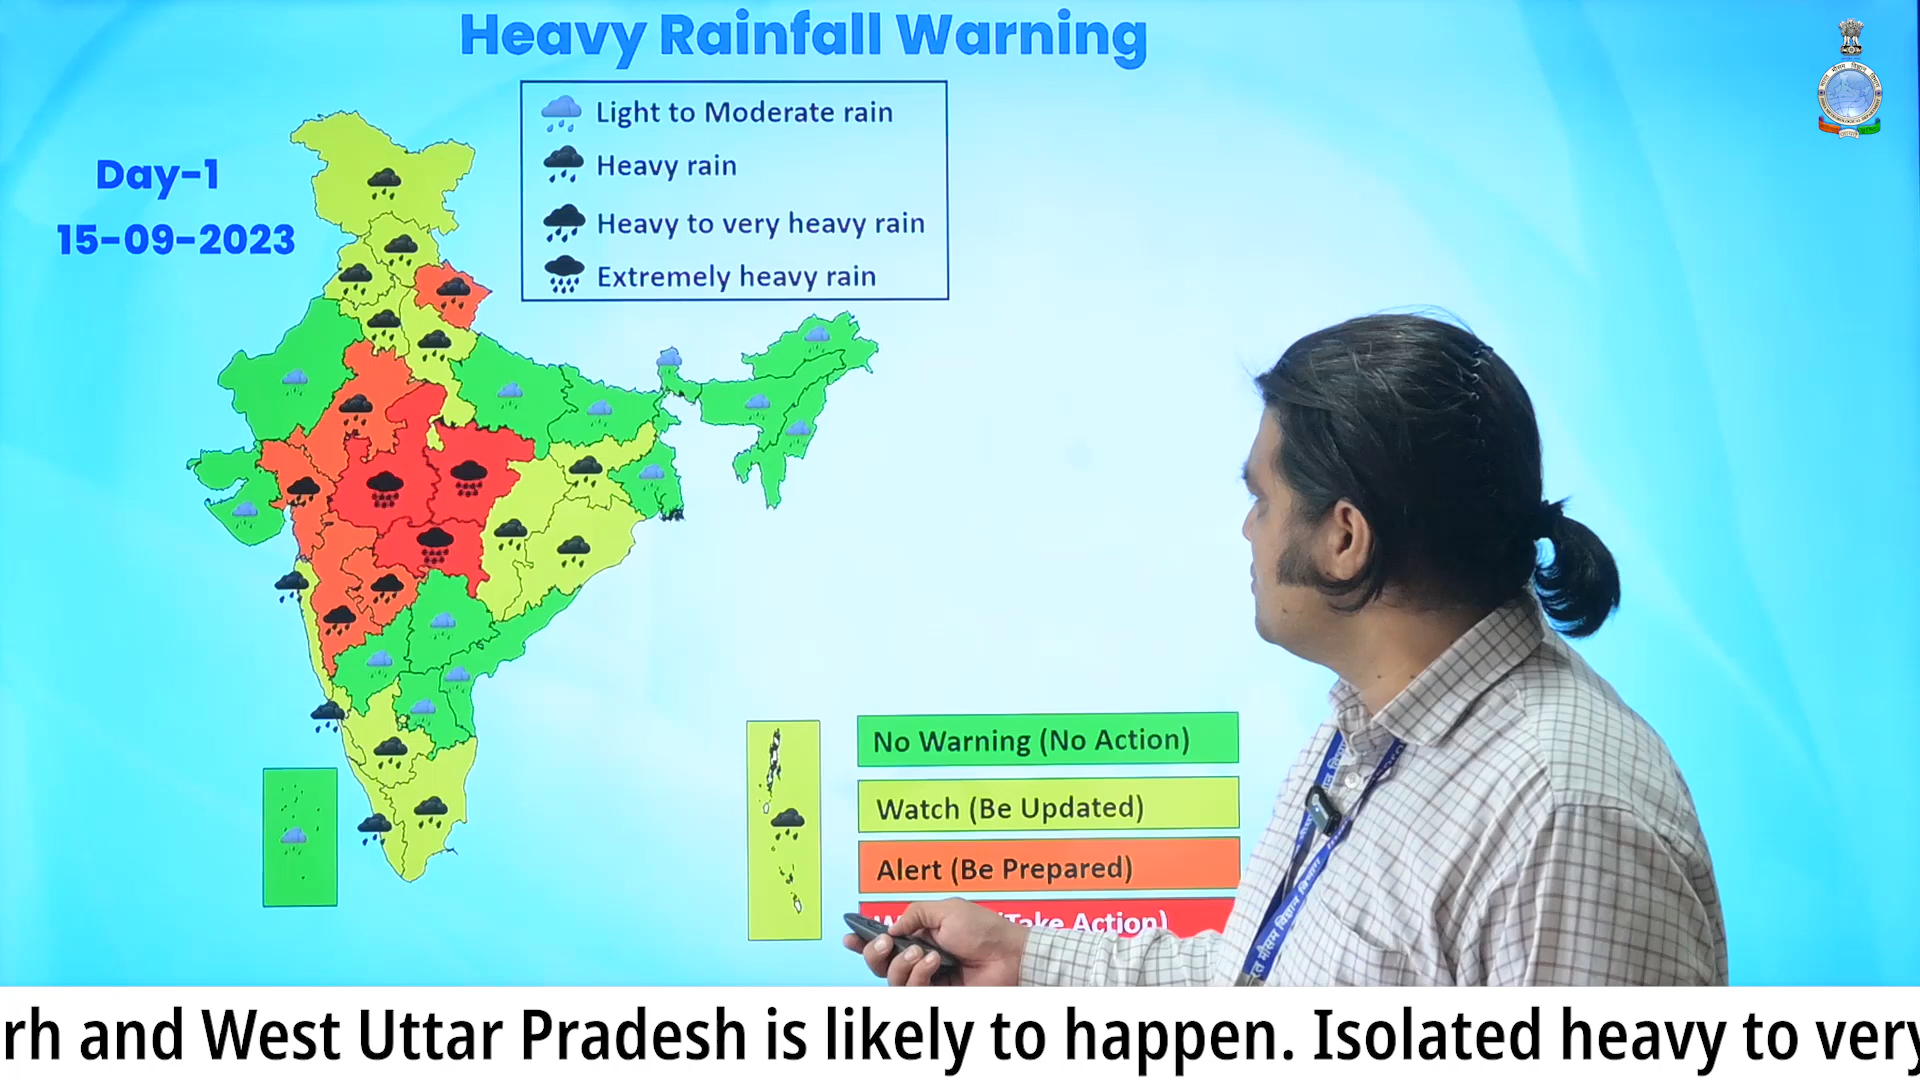 Heavy Rainfall Warning
Light to Moderate rain
Heavy rain
Heavy to very heavy rain
Extremely heavy rain
Day-1
15-09-2023
No Warning (No Action)
Watch (Be Updated)
Alert (Be Prepared)
(Take Action)
rh and West Uttar Pradesh is likely to happen. Isolated heavy to very